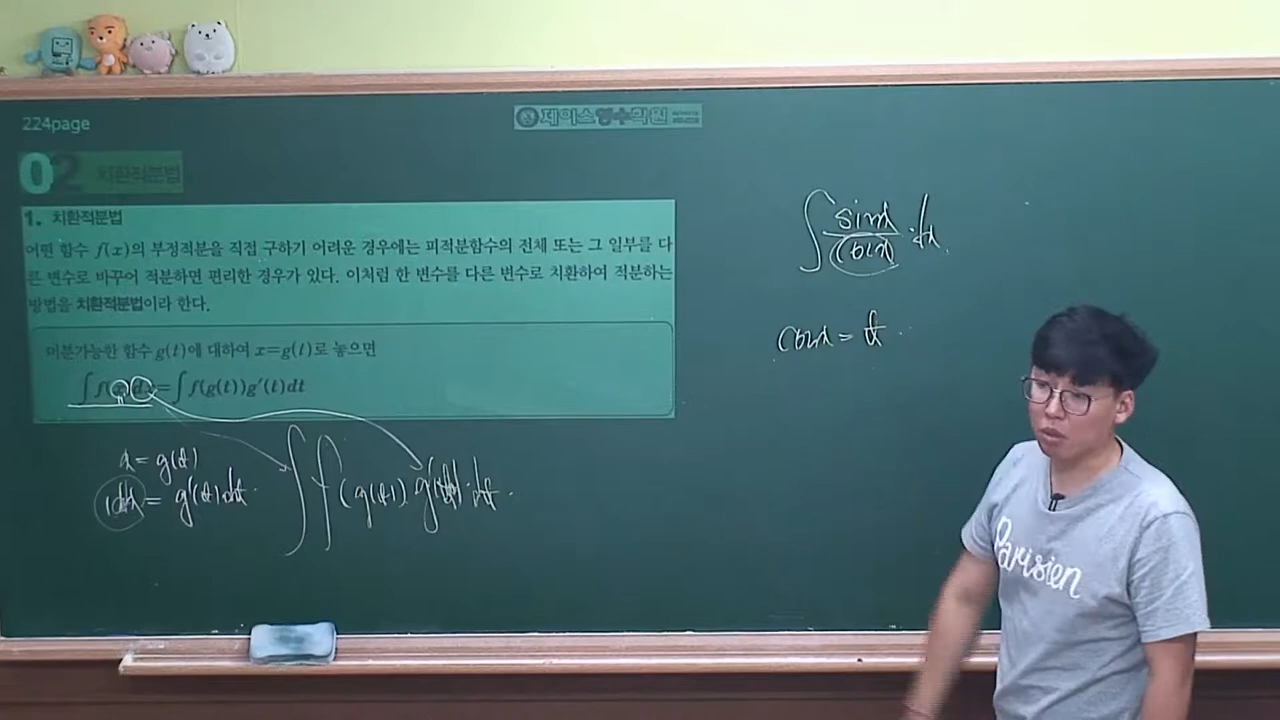 224page
제이스영수학원
02 치환적분법
1. 치환적분법
어떤 함수 f(x)의 부정적분을 직접 구하기 어려운 경우에는 피적분함수의 전체 또는 그 일부를 다
른 변수로 바꾸어 적분하면 편리한 경우가 있다. 이처럼 한 변수를 다른 변수로 치환하여 적분하는
방법을 치환적분법이라 한다.
미분가능한 함수 g(t)에 대하여 x=g(t)로 놓으면
∫f(x)dx=∫f(g(t))g′(t)dt
x = g(t)
1dx = g′(t)dt
∫f(g(t)) g′(t)·dt
∫ sinx/cosx · dx
cosx = t
Parisien